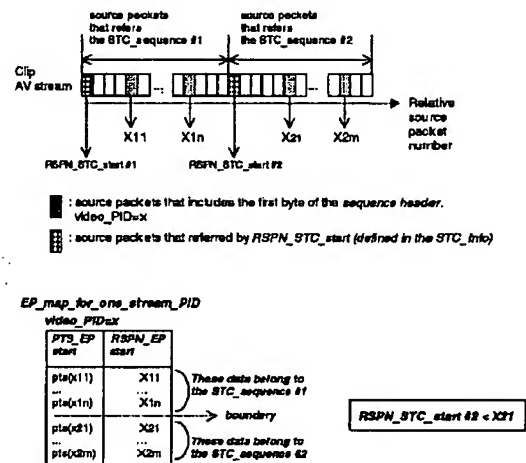 source packets that refers the STC_sequence #1
source packets that refers the STC_sequence #2
Clip AV stream
...
...
Relative source packet number
X11
X1n
X21
X2m
RSPN_STC_start #1
RSPN_STC_start #2
: source packets that includes the first byte of the sequence header.
video_PID=x
: source packets that referred by RSPN_STC_start (defined in the STC_Info)
EP_map_for_one_stream_PID
video_PID=x
PTS_EP start
RSPN_EP start
pts(x11) X11
... ...
pts(x1n) X1n
These data belong to the STC_sequence #1
boundary
pts(x21) X21
... ...
pts(x2m) X2m
These data belong to the STC_sequence #2
RSPN_STC_start #2 < X21